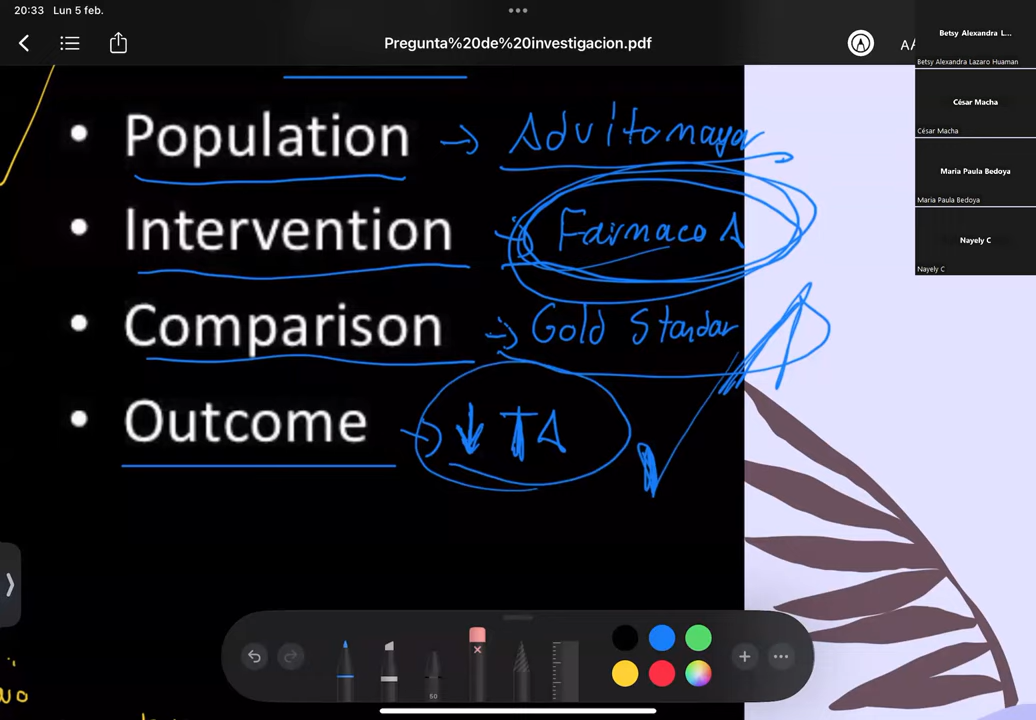 20:33 Lun 5 feb.
Pregunta%20de%20investigacion.pdf
Betsy Alexandra L...
Betsy Alexandra Lazaro Huaman
César Macha
César Macha
Maria Paula Bedoya
Maria Paula Bedoya
Nayely C
Nayely C
• Population → Adulto mayor
• Intervention → Farmaco A
• Comparison → Gold Standar
• Outcome → ↓ TA
50